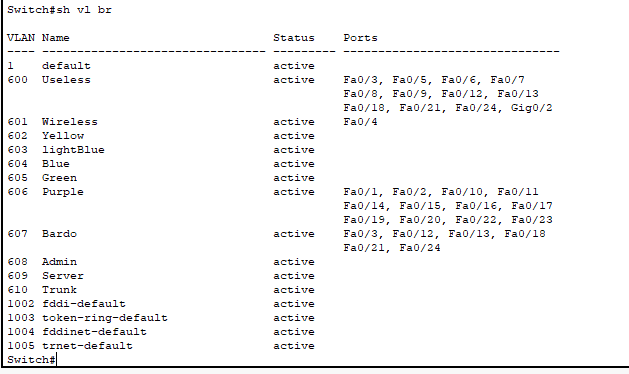 Switch#sh vl br
VLAN Name Status Ports
---- -------------------------------- --------- -------------------------------
1 default active
600 Useless active Fa0/3, Fa0/5, Fa0/6, Fa0/7
Fa0/8, Fa0/9, Fa0/12, Fa0/13
Fa0/18, Fa0/21, Fa0/24, Gig0/2
601 Wireless active Fa0/4
602 Yellow active
603 lightBlue active
604 Blue active
605 Green active
606 Purple active Fa0/1, Fa0/2, Fa0/10, Fa0/11
Fa0/14, Fa0/15, Fa0/16, Fa0/17
Fa0/19, Fa0/20, Fa0/22, Fa0/23
607 Bardo active Fa0/3, Fa0/12, Fa0/13, Fa0/18
Fa0/21, Fa0/24
608 Admin active
609 Server active
610 Trunk active
1002 fddi-default active
1003 token-ring-default active
1004 fddinet-default active
1005 trnet-default active
Switch#